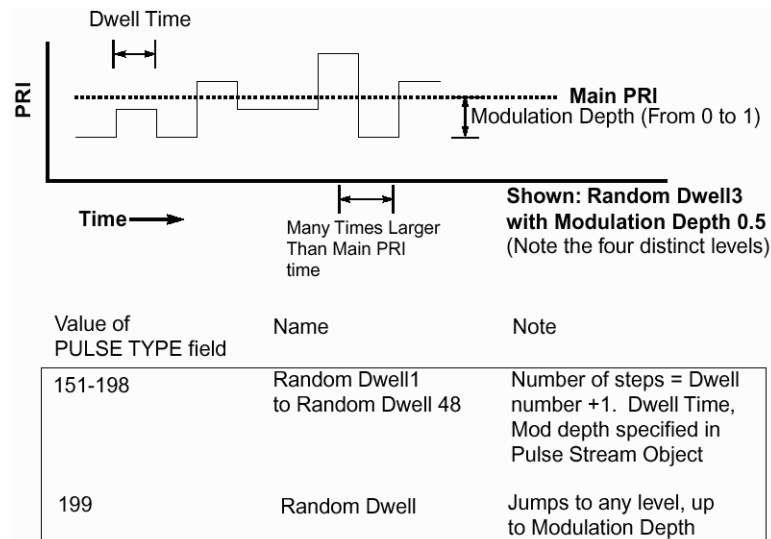 Dwell Time
PRI
Main PRI
Modulation Depth (From 0 to 1)
Time
Many Times Larger
Than Main PRI
time
Shown: Random Dwell3
with Modulation Depth 0.5
(Note the four distinct levels)
Value of
PULSE TYPE field
Name
Note
151-198
Random Dwell1
to Random Dwell 48
Number of steps = Dwell
number +1. Dwell Time,
Mod depth specified in
Pulse Stream Object
199
Random Dwell
Jumps to any level, up
to Modulation Depth